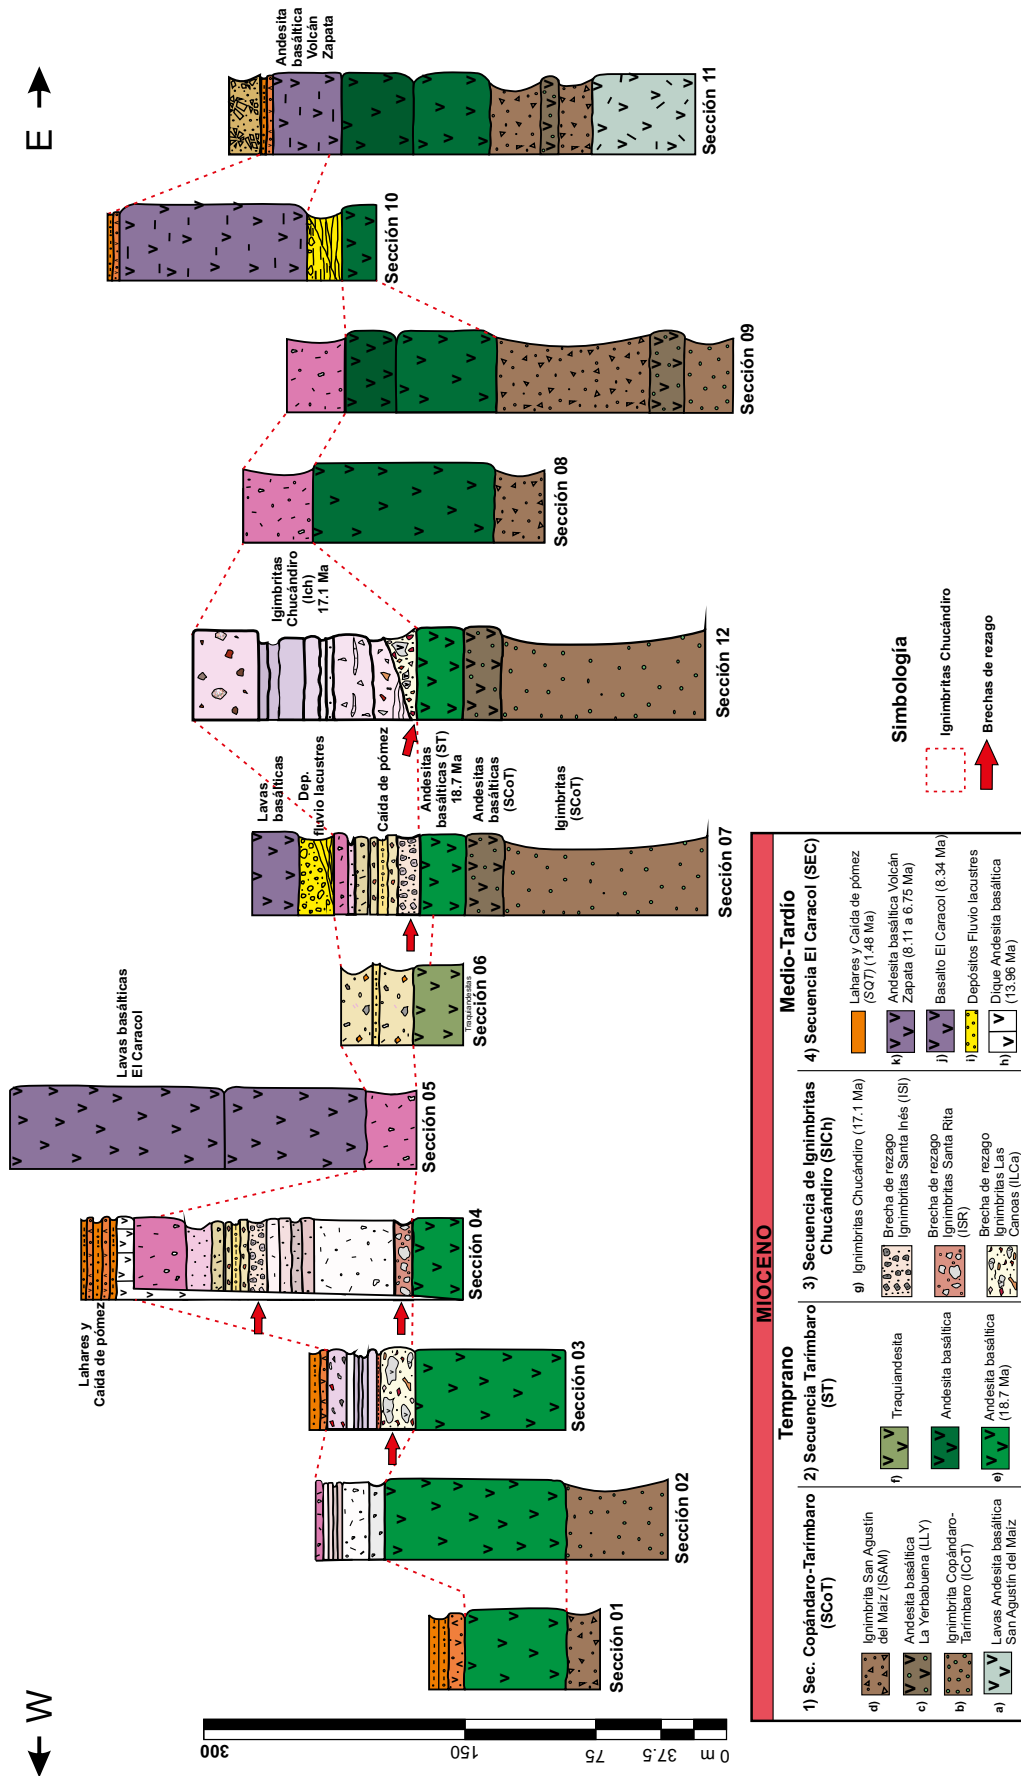 W
E
Sección 01
Sección 02
Sección 03
Lahares y
Caída de pómez
Sección 04
Lavas basálticas
El Caracol
Sección 05
Traquiandesitas
Sección 06
Lavas
basálticas
Dep.
fluvio lacustres
Caida de pómez
Andesitas
basálticas (ST)
18.7 Ma
Andesitas
basálticas
(SCoT)
Igimbritas
(SCoT)
Sección 07
Sección 12
Igimbritas
Chucándiro
(Ich)
17.1 Ma
Sección 08
Sección 09
Sección 10
Andesita
basáltica
Volcán
Zapata
Sección 11
300
150
75
37.5
0 m
Simbología
Ignimbritas Chucándiro
Brechas de rezago
MIOCENO
Temprano
Medio-Tardío
1) Sec. Copándaro-Tarímbaro
(SCoT)
d)
Ignimbrita San Agustín
del Maíz (ISAM)
c)
Andesita basáltica
La Yerbabuena (LLY)
b)
Ignimbrita Copándaro-
Tarímbaro (ICoT)
a)
Lavas Andesita basáltica
San Agustín del Maíz
2) Secuencia Tarímbaro
(ST)
f)
Traquiandesita
Andesita basáltica
e)
Andesita basáltica
(18.7 Ma)
3) Secuencia de Ignimbritas
Chucándiro (SICh)
g) Ignimbritas Chucándiro (17.1 Ma)
Brecha de rezago
Ignimbritas Santa Inés (ISI)
Brecha de rezago
Ignimbritas Santa Rita
(ISR)
Brecha de rezago
Ignimbritas Las
Canoas (ILCa)
4) Secuencia El Caracol (SEC)
Lahares y Caída de pómez
(SQT) (1.48 Ma)
k)
Andesita basáltica Volcán
Zapata (8.11 a 6.75 Ma)
j)
Basalto El Caracol (8.34 Ma)
i)
Depósitos Fluvio lacustres
h)
Dique Andesita basáltica
(13.96 Ma)